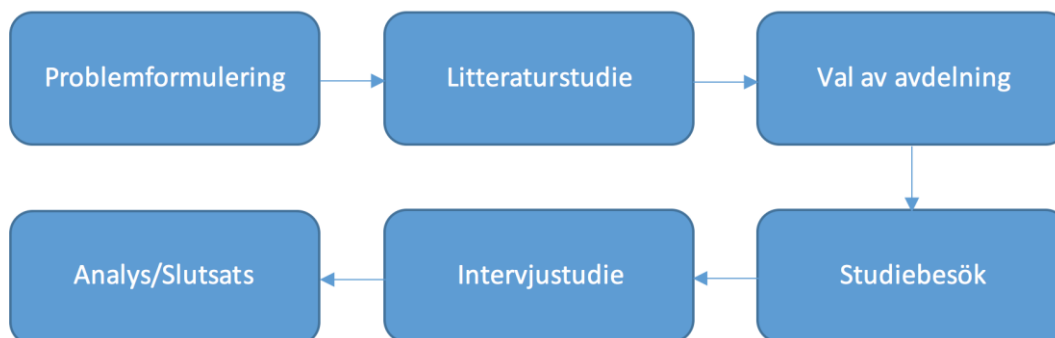 Problemformulering
Litteraturstudie
Val av avdelning
Studiebesök
Intervjustudie
Analys/Slutsats